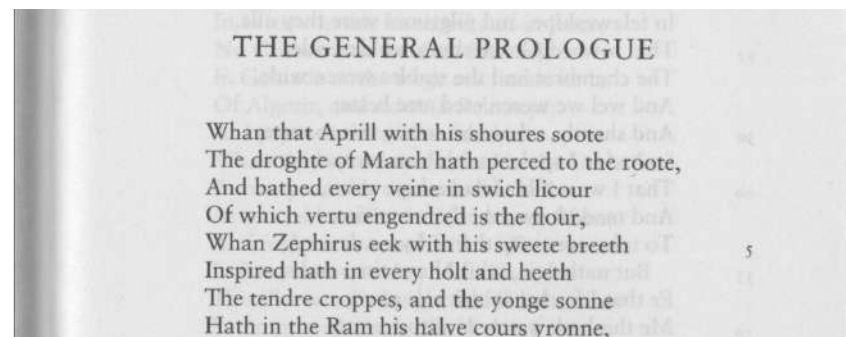 THE GENERAL PROLOGUE
Whan that Aprill with his shoures soote
The droghte of March hath perced to the roote,
And bathed every veine in swich licour
Of which vertu engendred is the flour,
Whan Zephirus eek with his sweete breeth
5
Inspired hath in every holt and heeth
The tendre croppes, and the yonge sonne
Hath in the Ram his halve cours yronne,